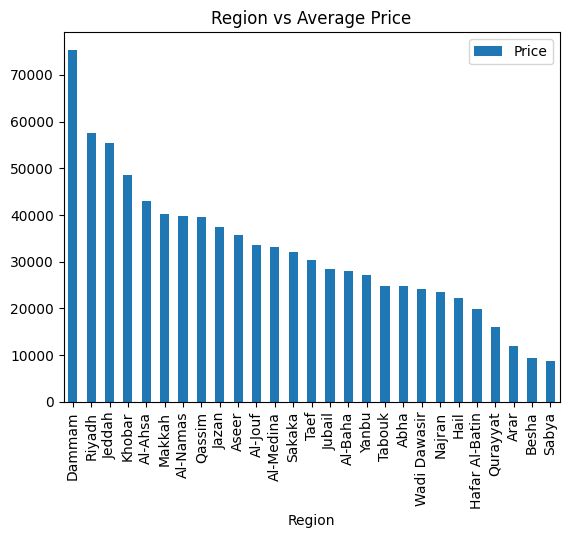 Region vs Average Price
Price
70000
60000
50000
40000
30000
20000
10000
0
Dammam
Riyadh
Jeddah
Khobar
Al-Ahsa
Makkah
Al-Namas
Qassim
Jazan
Aseer
Al-Jouf
Al-Medina
Sakaka
Taef
Jubail
Al-Baha
Yanbu
Tabouk
Abha
Wadi Dawasir
Najran
Hail
Hafar Al-Batin
Qurayyat
Arar
Besha
Sabya
Region